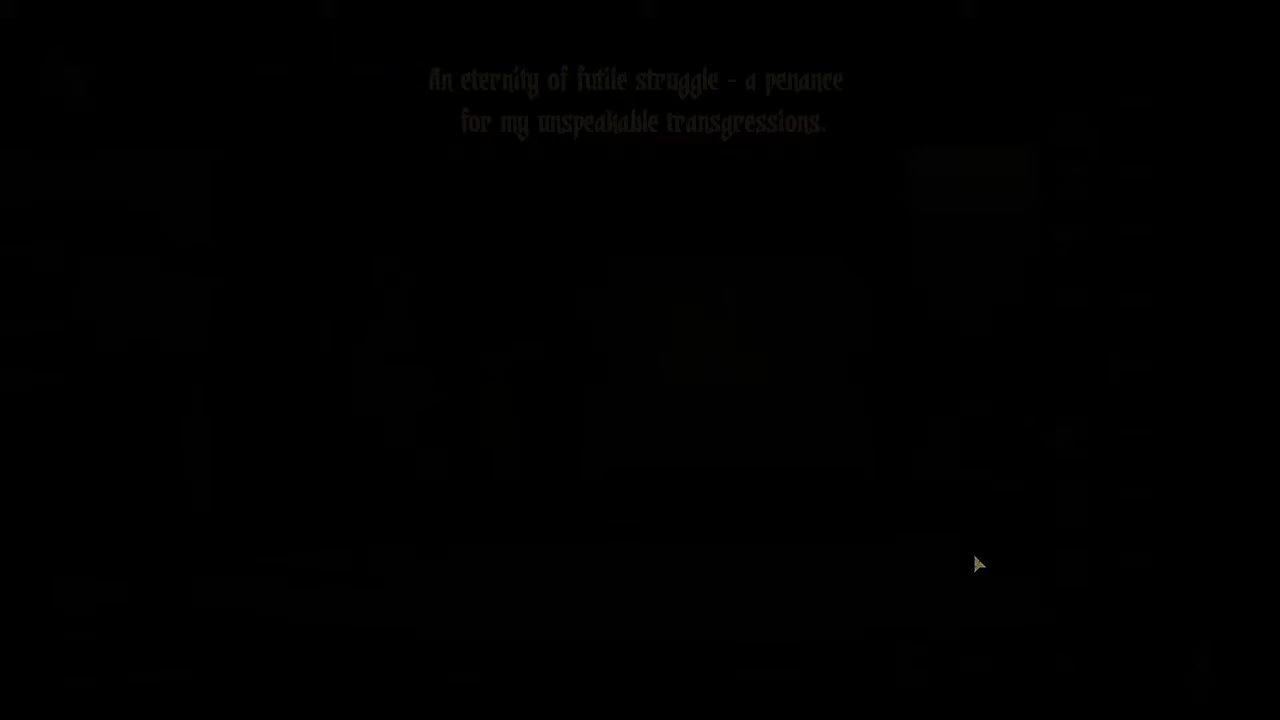 An eternity of futile struggle - a penance
for my unspeakable transgressions.